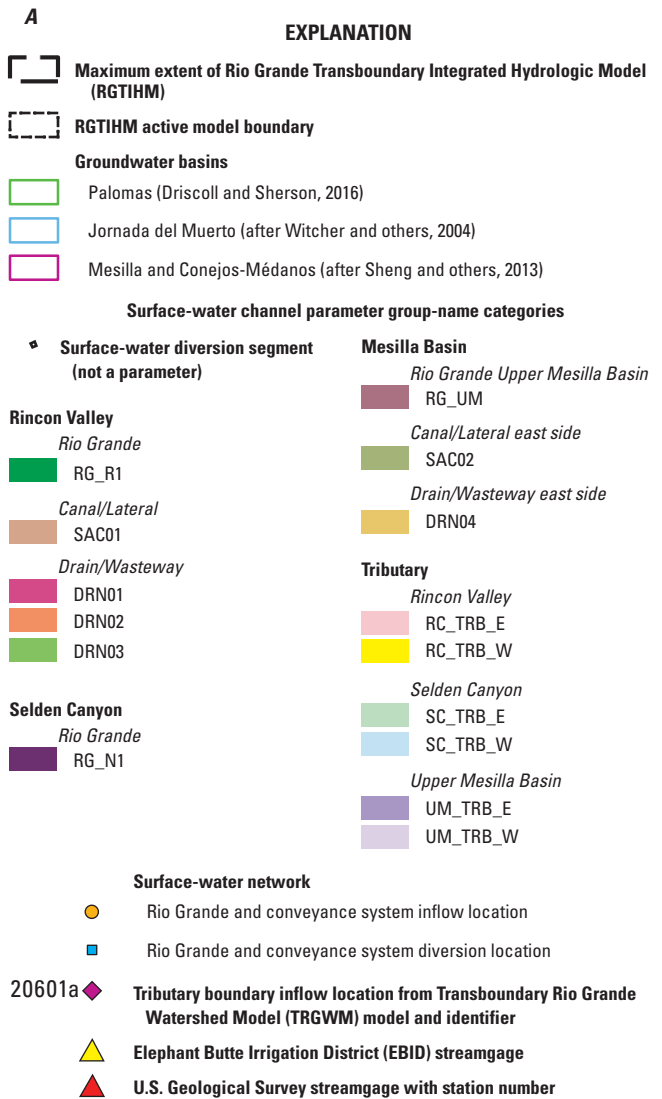 A
EXPLANATION
Maximum extent of Rio Grande Transboundary Integrated Hydrologic Model
(RGTIHM)
RGTIHM active model boundary
Groundwater basins
Palomas (Driscoll and Sherson, 2016)
Jornada del Muerto (after Witcher and others, 2004)
Mesilla and Conejos-Médanos (after Sheng and others, 2013)
Surface-water channel parameter group-name categories
Surface-water diversion segment
(not a parameter)
Rincon Valley
Rio Grande
RG_R1
Canal/Lateral
SAC01
Drain/Wasteway
DRN01
DRN02
DRN03
Selden Canyon
Rio Grande
RG_N1
Mesilla Basin
Rio Grande Upper Mesilla Basin
RG_UM
Canal/Lateral east side
SAC02
Drain/Wasteway east side
DRN04
Tributary
Rincon Valley
RC_TRB_E
RC_TRB_W
Selden Canyon
SC_TRB_E
SC_TRB_W
Upper Mesilla Basin
UM_TRB_E
UM_TRB_W
Surface-water network
Rio Grande and conveyance system inflow location
Rio Grande and conveyance system diversion location
20601a Tributary boundary inflow location from Transboundary Rio Grande
Watershed Model (TRGWM) model and identifier
Elephant Butte Irrigation District (EBID) streamgage
U.S. Geological Survey streamgage with station number